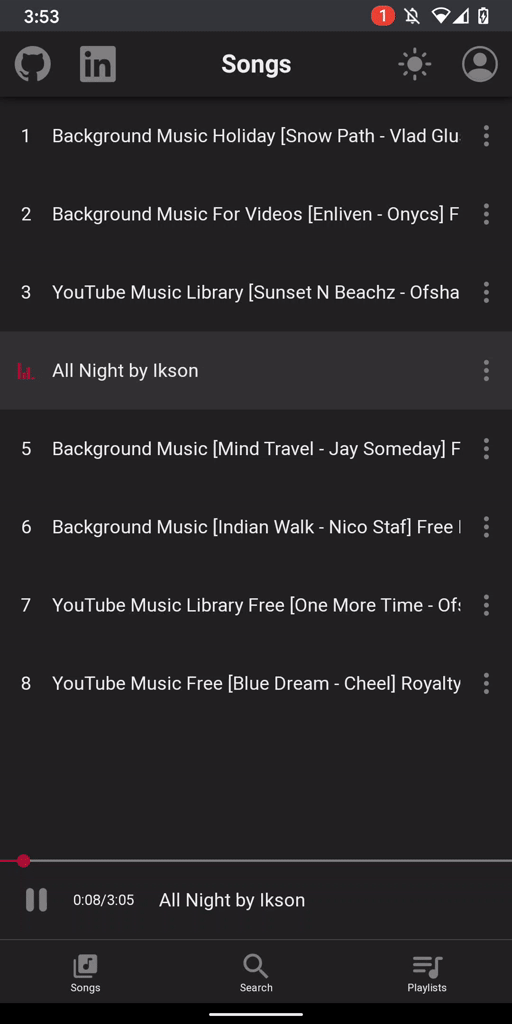 3:53
1
in
Songs
1 Background Music Holiday [Snow Path - Vlad Glu
2 Background Music For Videos [Enliven - Onycs] F
3 YouTube Music Library [Sunset N Beachz - Ofsha
All Night by Ikson
5 Background Music [Mind Travel - Jay Someday] F
6 Background Music [Indian Walk - Nico Staf] Free
7 YouTube Music Library Free [One More Time - Ofs
8 YouTube Music Free [Blue Dream - Cheel] Royalty
0:08/3:05 All Night by Ikson
Songs Search Playlists